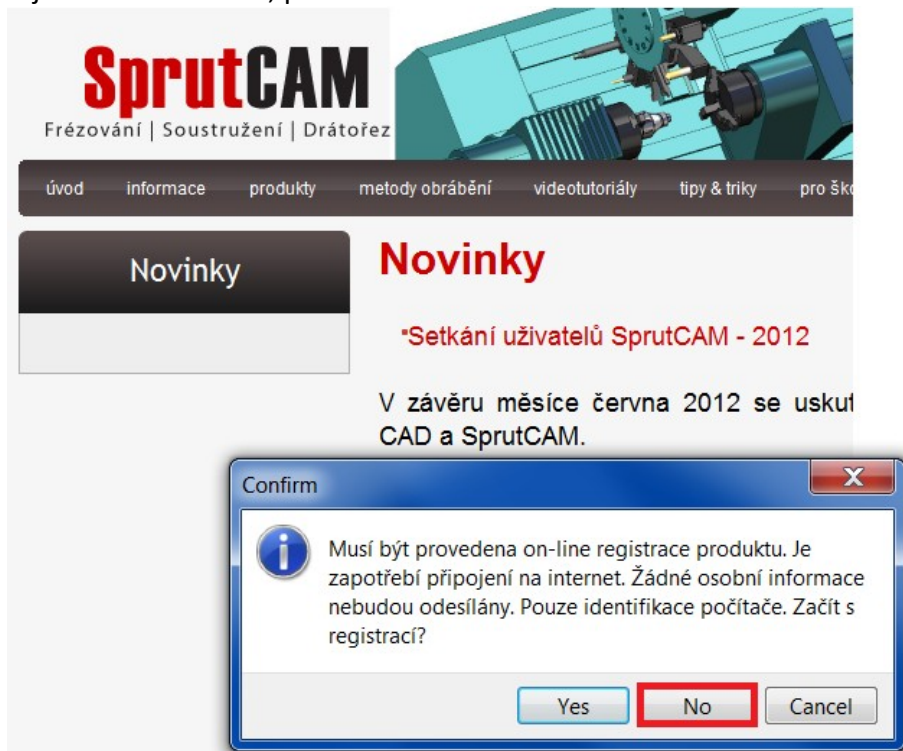 SprutCAM
Frézování | Soustružení | Drátořez
úvod informace produkty metody obrábění videotutoriály tipy & triky pro
Novinky
Novinky
Setkání uživatelů SprutCAM - 2012
V závěru měsíce června 2012 se
CAD a SprutCAM.
Confirm
X
Musí být provedena on-line registrace produktu. Je
zapotřebí připojení na internet. Žádné osobní informace
nebudou odesílány. Pouze identifikace počítače. Začít s
registrací?
Yes No Cancel